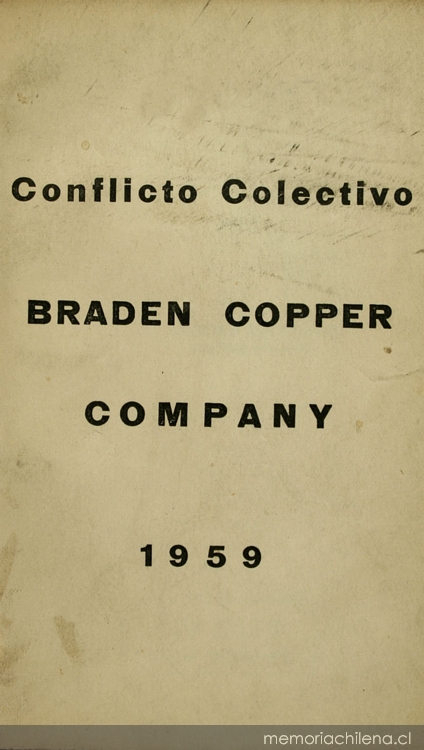 Conflicto Colectivo
BRADEN COPPER
COMPANY
1959
memoriachilena.cl